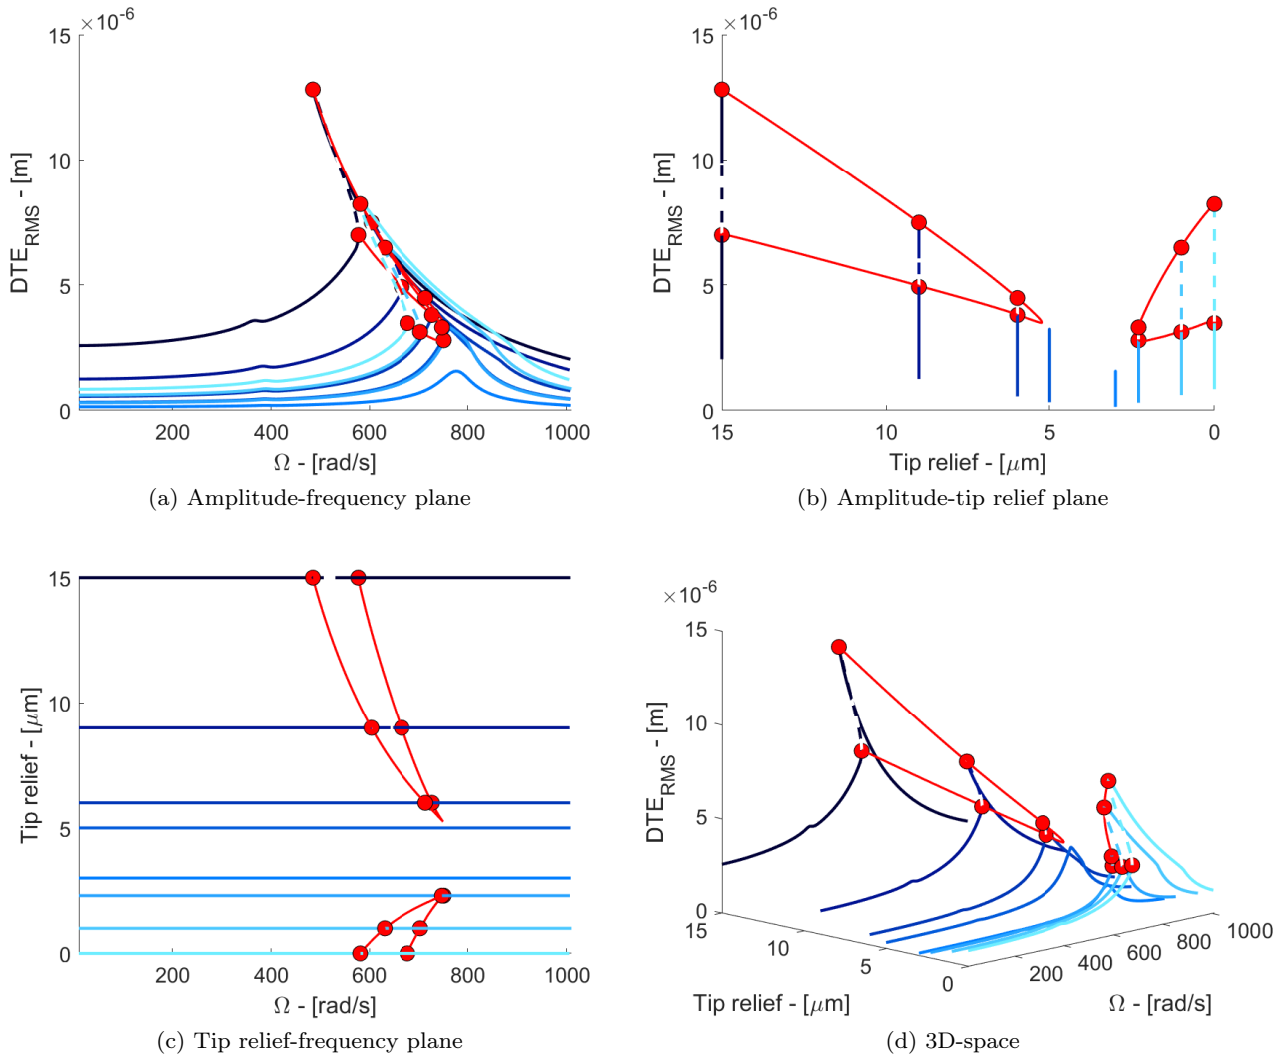 ×10⁻⁶
15
10
5
0
DTE_RMS - [m]
200 400 600 800 1000
Ω - [rad/s]
(a) Amplitude-frequency plane
×10⁻⁶
15
10
5
0
DTE_RMS - [m]
15 10 5 0
Tip relief - [μm]
(b) Amplitude-tip relief plane
15
10
5
0
Tip relief - [μm]
200 400 600 800 1000
Ω - [rad/s]
(c) Tip relief-frequency plane
×10⁻⁶
15
10
5
0
DTE_RMS - [m]
15 10 5 0
Tip relief - [μm]
200 400 600 800 1000
Ω - [rad/s]
(d) 3D-space